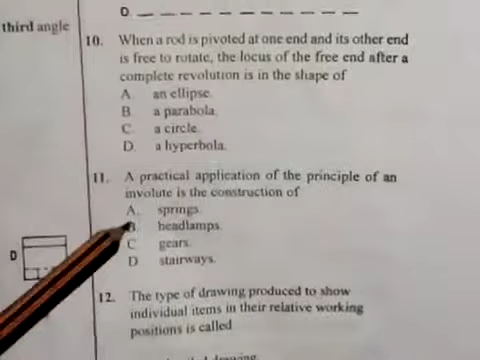 D. _ _ _ _ _ _ _ _ _ _ _
third angle
10. When a rod is pivoted at one end and its other end
is free to rotate, the locus of the free end after a
complete revolution is in the shape of
A. an ellipse.
B. a parabola.
C. a circle.
D. a hyperbola.
11. A practical application of the principle of an
involute is the construction of
A. springs.
B. headlamps.
C gears.
D stairways.
D
12. The type of drawing produced to show
individual items in their relative working
positions is called
drawing